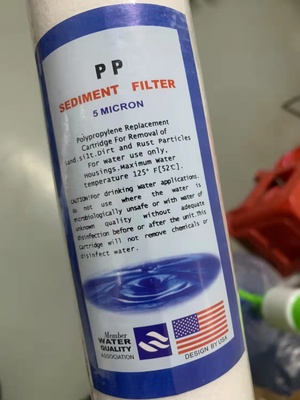 PP
SEDIMENT FILTER
5 MICRON
Polypropylene Replacement
Cartridge For Removal of
Sand.silt.Dirt and Rust Particles
For water use only.
Housings.Maximum water
temperature 125° F[52℃].
CAUTION:For drinking water applications,
do not use where the water is
microbiologically unsafe or with water of
unknown quality without adequate
disinfection before or after the unit.This
Cartridge will not remove chemicals or
disinfect water.
Member
WATER
QUALITY
ASSOCIATION
DESIGN BY USA